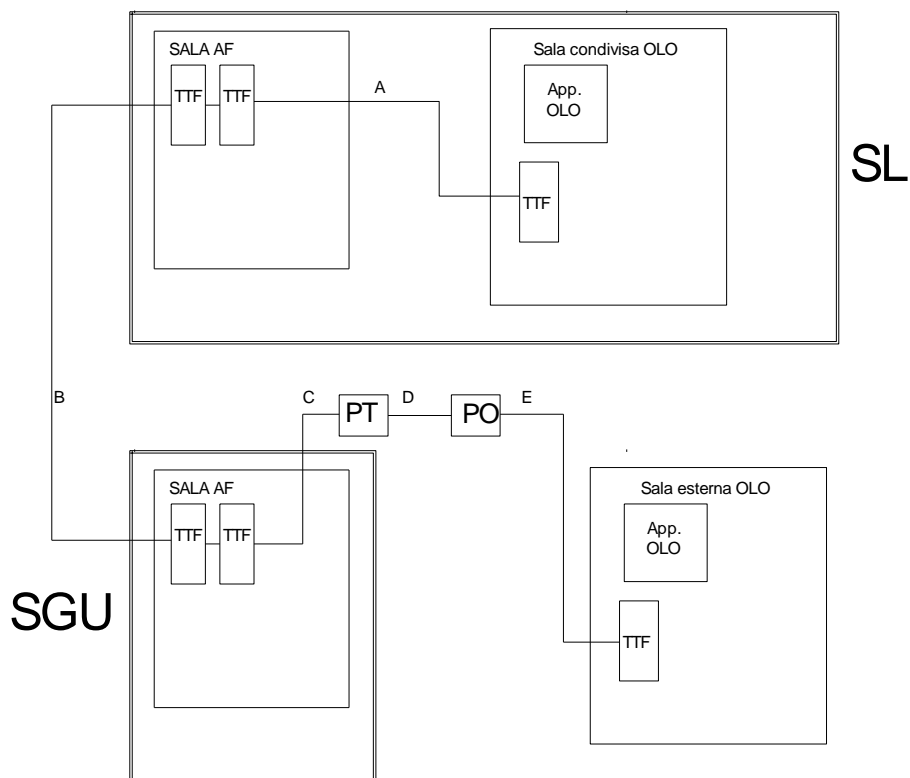 SALA AF
Sala condivisa OLO
TTF
TTF
A
App.
OLO
SL
TTF
B
C
PT
D
PO
E
SALA AF
Sala esterna OLO
TTF
TTF
App.
OLO
SGU
TTF